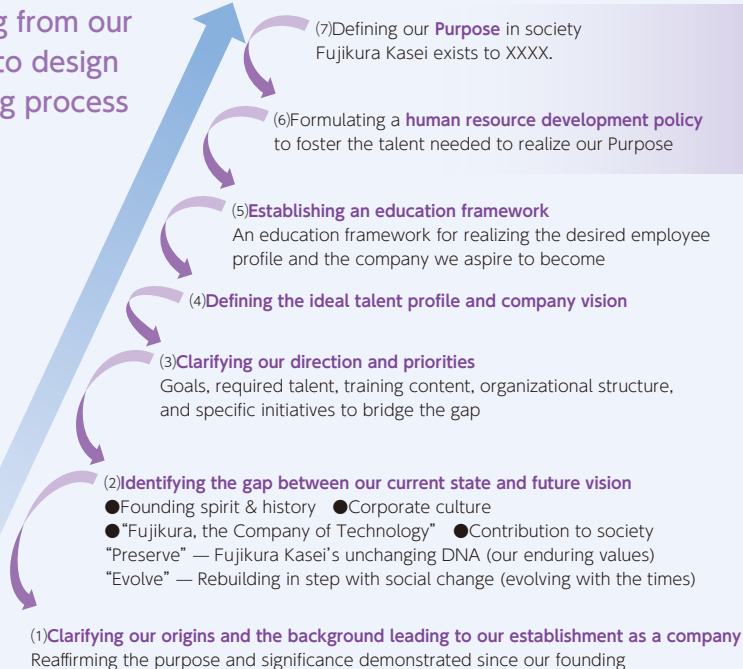 g from our
to design
g process
(7)Defining our Purpose in society
Fujikura Kasei exists to XXXX.
(6)Formulating a human resource development policy
to foster the talent needed to realize our Purpose
(5)Establishing an education framework
An education framework for realizing the desired employee
profile and the company we aspire to become
(4)Defining the ideal talent profile and company vision
(3)Clarifying our direction and priorities
Goals, required talent, training content, organizational structure,
and specific initiatives to bridge the gap
(2)Identifying the gap between our current state and future vision
●Founding spirit & history ●Corporate culture
●“Fujikura, the Company of Technology” ●Contribution to society
“Preserve” — Fujikura Kasei's unchanging DNA (our enduring values)
“Evolve” — Rebuilding in step with social change (evolving with the times)
(1)Clarifying our origins and the background leading to our establishment as a company
Reaffirming the purpose and significance demonstrated since our founding